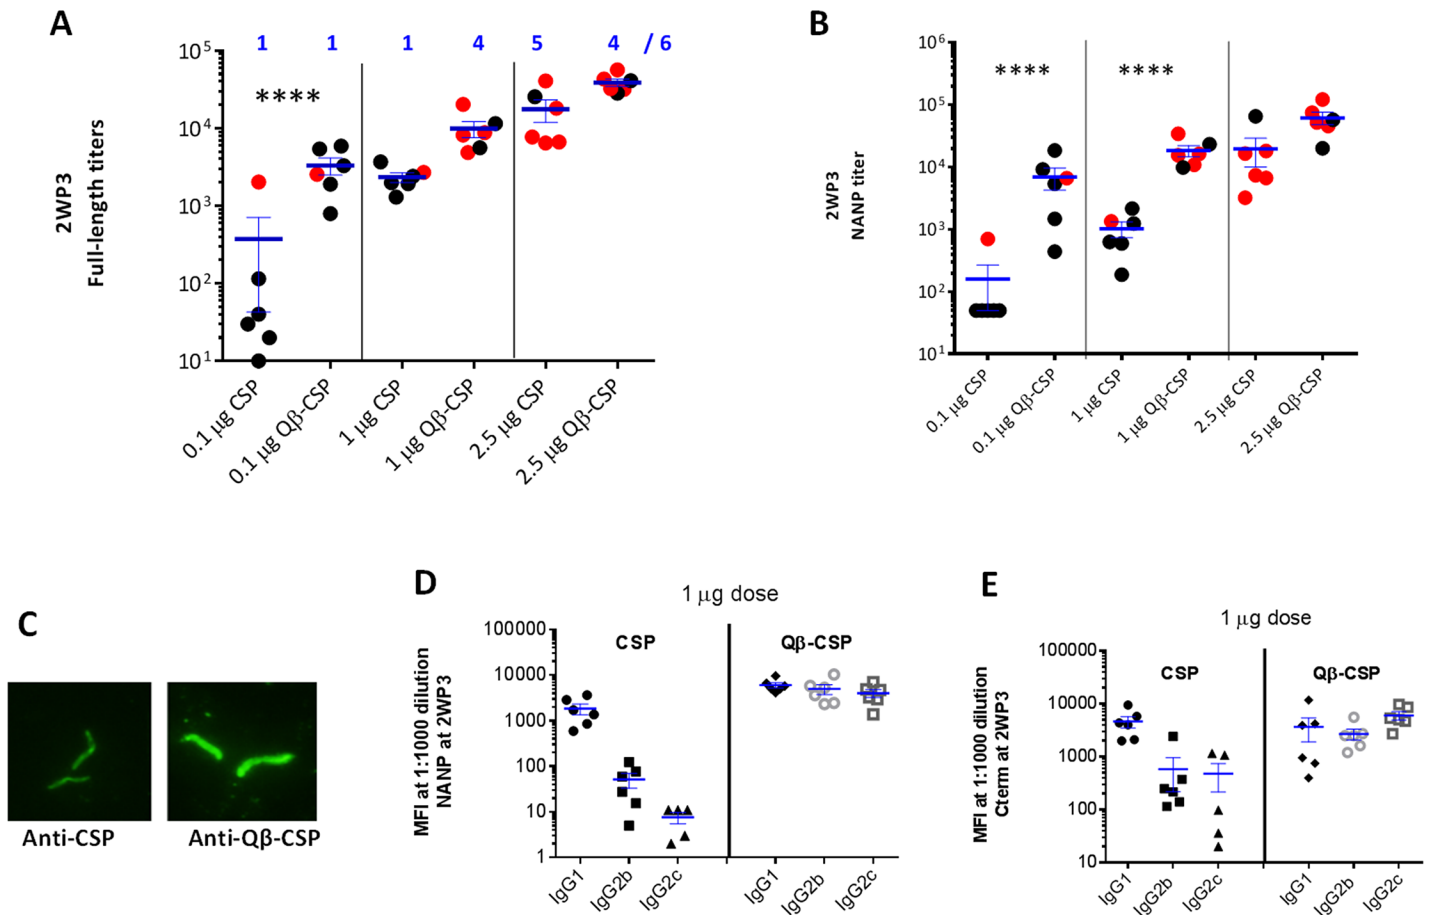 A
1 1 1 4 5 4 / 6
2WP3
Full-length titers
10⁵
10⁴
10³
10²
10¹
****
0.1 µg CSP
0.1 µg Qβ-CSP
1 µg CSP
1 µg Qβ-CSP
2.5 µg CSP
2.5 µg Qβ-CSP
B
2WP3
NANP titer
10⁶
10⁵
10⁴
10³
10²
10¹
**** ****
0.1 µg CSP
0.1 µg Qβ-CSP
1 µg CSP
1 µg Qβ-CSP
2.5 µg CSP
2.5 µg Qβ-CSP
C
Anti-CSP
Anti-Qβ-CSP
D
1 µg dose
CSP
Qβ-CSP
MFI at 1:1000 dilution
NANP at 2WP3
100000
10000
1000
100
10
1
IgG1
IgG2b
IgG2c
IgG1
IgG2b
IgG2c
E
1 µg dose
CSP
Qβ-CSP
MFI at 1:1000 dilution
Cterm at 2WP3
100000
10000
1000
100
10
IgG1
IgG2b
IgG2c
IgG1
IgG2b
IgG2c